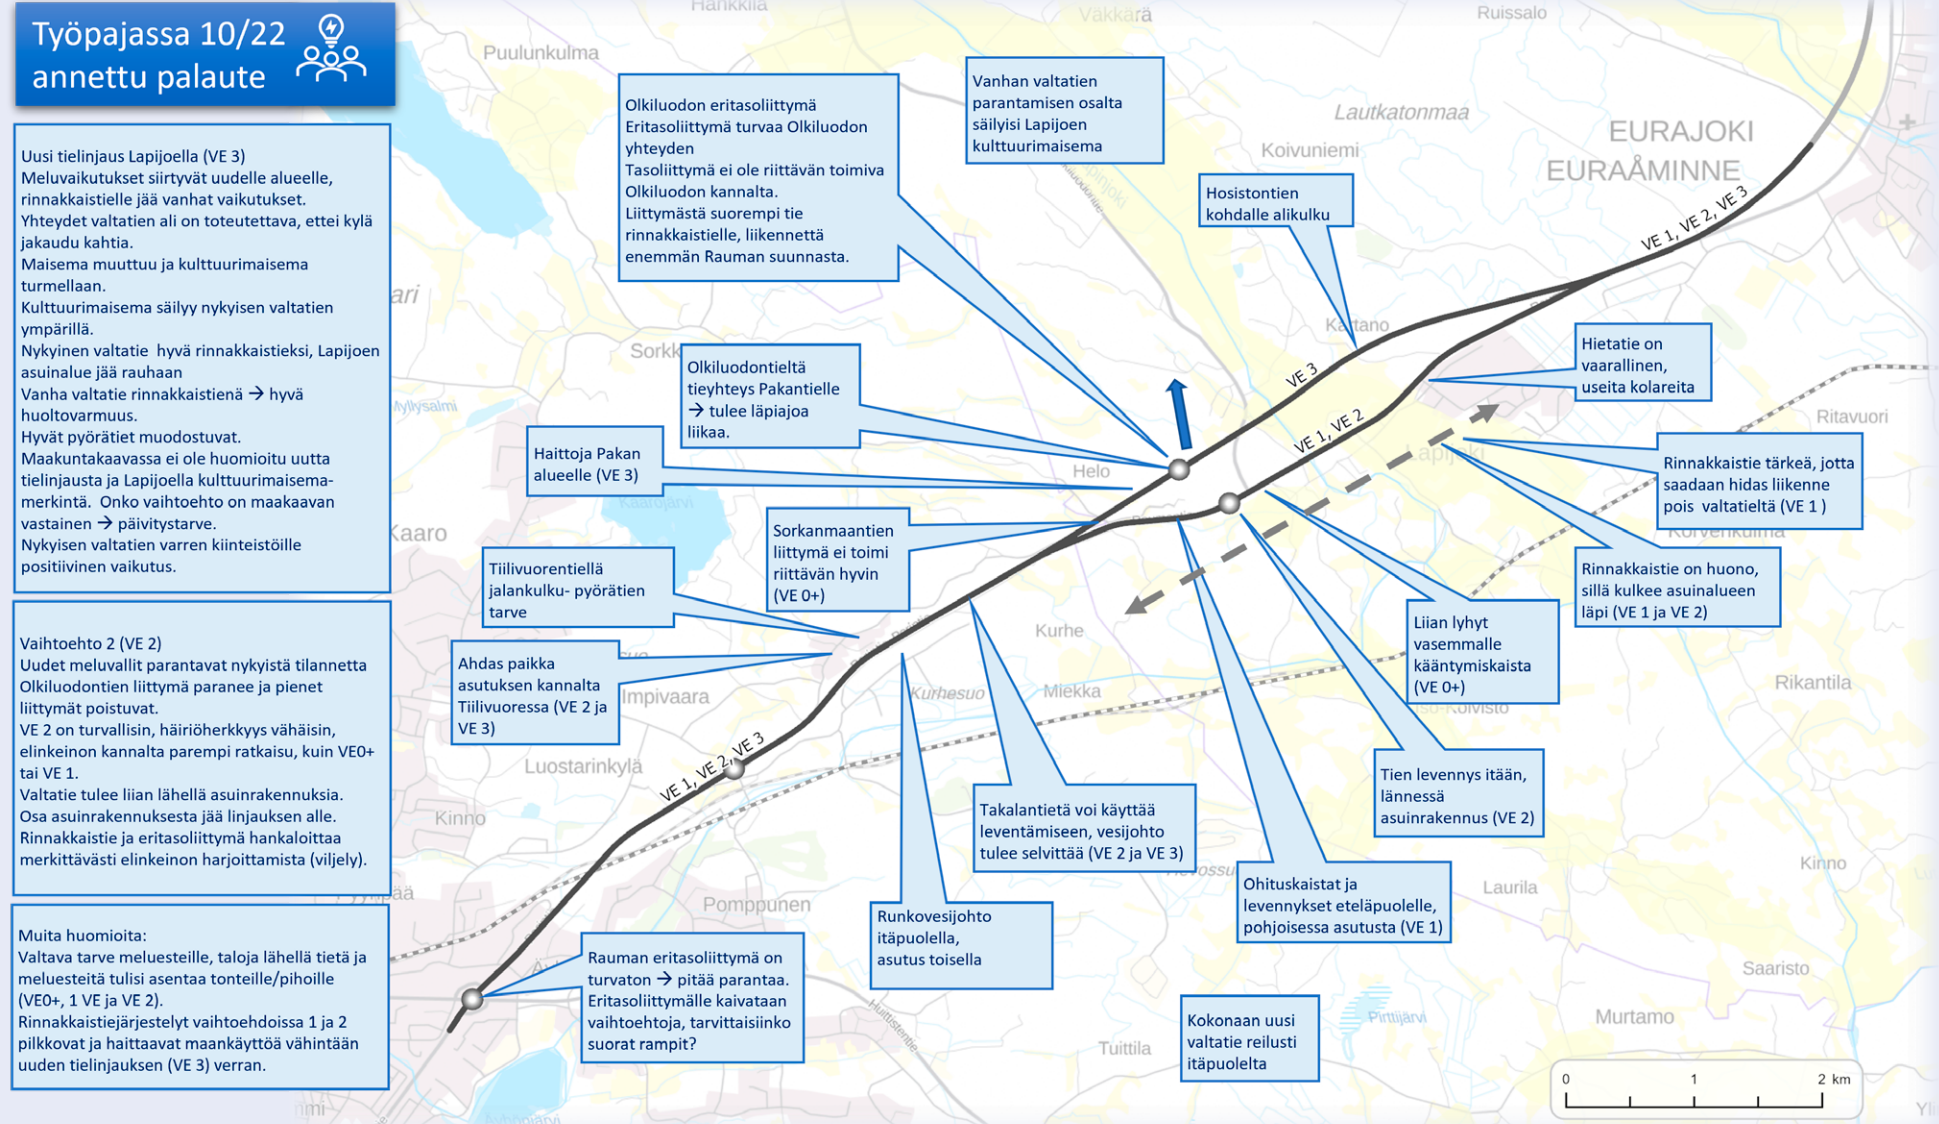 Työpajassa 10/22
annettu palaute
Uusi tielinjaus Lapijoella (VE 3)
Meluvaikutukset siirtyvät uudelle alueelle,
rinnakkaistielle jää vanhat vaikutukset.
Yhteydet valtatien ali on toteutettava, ettei kylä
jakaudu kahtia.
Maisema muuttuu ja kulttuurimaisema
turmellaan.
Kulttuurimaisema säilyy nykyisen valtatien
ympärillä.
Nykyinen valtatie hyvä rinnakkaistieksi, Lapijoen
asuinalue jää rauhaan
Vanha valtatie rinnakkaistienä → hyvä
huoltovarmuus.
Hyvät pyörätiet muodostuvat.
Maakuntakaavassa ei ole huomioitu uutta
tielinjausta ja Lapijoella kulttuurimaisema-
merkintä. Onko vaihtoehto on maakaavan
vastainen → päivitystarve.
Nykyisen valtatien varren kiinteistöille
positiivinen vaikutus.
Vaihtoehto 2 (VE 2)
Uudet meluvallit parantavat nykyistä tilannetta
Olkiluodontien liittymä paranee ja pienet
liittymät poistuvat.
VE 2 on turvallisin, häiriöherkkyys vähäisin,
elinkeinon kannalta parempi ratkaisu, kuin VE0+
tai VE 1.
Valtatie tulee liian lähellä asuinrakennuksia.
Osa asuinrakennuksesta jää linjauksen alle.
Rinnakkaistie ja eritasoliittymä hankaloittaa
merkittävästi elinkeinon harjoittamista (viljely).
Muita huomioita:
Valtava tarve meluesteille, taloja lähellä tietä ja
meluesteitä tulisi asentaa tonteille/pihoille
(VE0+, 1 VE ja VE 2).
Rinnakkaistiejärjestelyt vaihtoehdoissa 1 ja 2
pilkkovat ja haittaavat maankäyttöä vähintään
uuden tielinjauksen (VE 3) verran.
Olkiluodon eritasoliittymä
Eritasoliittymä turvaa Olkiluodon
yhteyden
Tasoliittymä ei ole riittävän toimiva
Olkiluodon kannalta.
Liittymästä suorempi tie
rinnakkaistielle, liikennettä
enemmän Rauman suunnasta.
Vanhan valtatien
parantamisen osalta
säilyisi Lapijoen
kulttuurimaisema
Hosistontien
kohdalle alikulku
Olkiluodontieltä
tieyhteys Pakantielle
→ tulee läpiajoa
liikaa.
Haittoja Pakan
alueelle (VE 3)
Sorkanmaantien
liittymä ei toimi
riittävän hyvin
(VE 0+)
Tiilivuorentiellä
jalankulku- pyörätien
tarve
Ahdas paikka
asutuksen kannalta
Tiilivuoressa (VE 2 ja
VE 3)
Hietatie on
vaarallinen,
useita kolareita
Rinnakkaistie tärkeä, jotta
saadaan hidas liikenne
pois valtatieltä (VE 1 )
Rinnakkaistie on huono,
sillä kulkee asuinalueen
läpi (VE 1 ja VE 2)
Liian lyhyt
vasemmalle
kääntymiskaista
(VE 0+)
Tien levennys itään,
lännessä
asuinrakennus (VE 2)
Takalantietä voi käyttää
leventämiseen, vesijohto
tulee selvittää (VE 2 ja VE 3)
Ohituskaistat ja
levennykset eteläpuolelle,
pohjoisessa asutusta (VE 1)
Runkovesijohto
itäpuolella,
asutus toisella
Rauman eritasoliittymä on
turvaton → pitää parantaa.
Eritasoliittymälle kaivataan
vaihtoehtoja, tarvittaisiinko
suorat rampit?
Kokonaan uusi
valtatie reilusti
itäpuolelta
VE 1, VE 2, VE 3
VE 3
VE 1, VE 2
VE 1, VE 2, VE 3
Hankkila
Väkkärä
Ruissalo
Puulunkulma
Lautkatonmaa
Koivuniemi
EURAJOKI
EURAÅMINNE
Kartano
Ritavuori
Lapijoki
Helo
Kaarojärvi
Kaaro
Korvenkulma
Kurhe
Kurhesuo
Miekka
Impivaara
Rikantila
Luostarinkylä
Kinno
Kinno
Laurila
Pomppunen
Saaristo
Murtamo
Pirttijärvi
Tuittila
Huittistentie
Äyhönjärvi
0 1 2 km